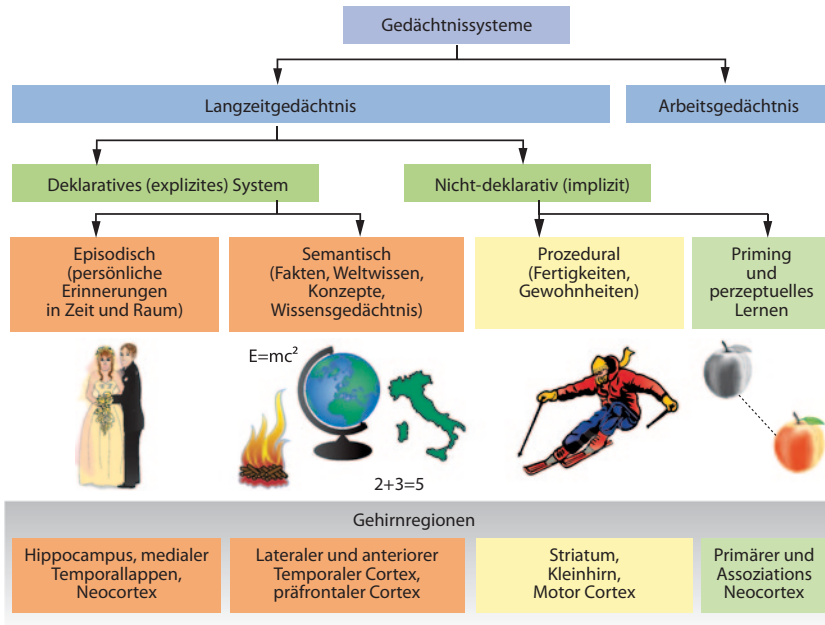 Gedächtnissysteme
Langzeitgedächtnis
Arbeitsgedächtnis
Deklaratives (explizites) System
Nicht-deklarativ (implizit)
Episodisch
(persönliche
Erinnerungen
in Zeit und Raum)
Semantisch
(Fakten, Weltwissen,
Konzepte,
Wissensgedächtnis)
Prozedural
(Fertigkeiten,
Gewohnheiten)
Priming
und
perzeptuelles
Lernen
E=mc²
2+3=5
Gehirnregionen
Hippocampus, medialer
Temporallappen,
Neocortex
Lateraler und anteriorer
Temporaler Cortex,
präfrontaler Cortex
Striatum,
Kleinhirn,
Motor Cortex
Primärer und
Assoziations
Neocortex